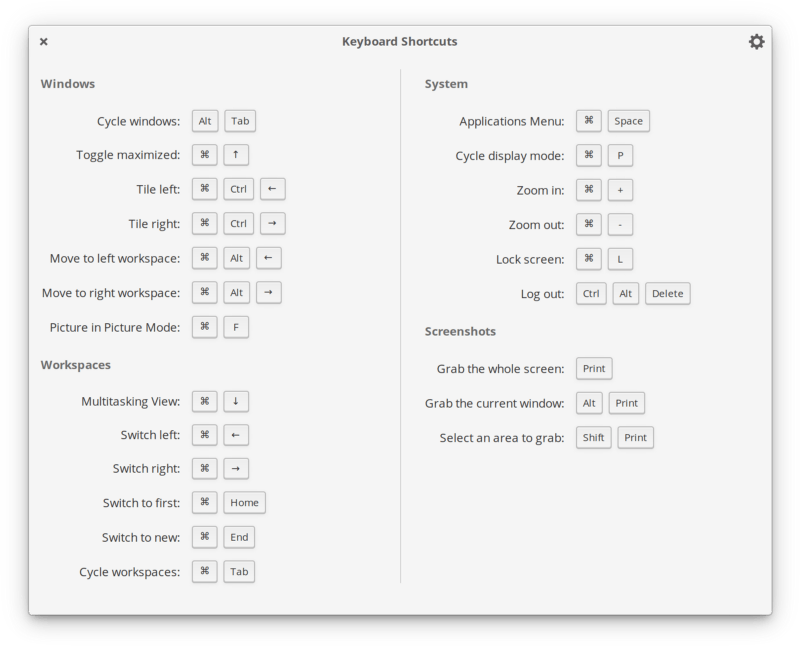 Keyboard Shortcuts
Windows
Cycle windows: Alt Tab
Toggle maximized: ⌘ ↑
Tile left: ⌘ Ctrl ←
Tile right: ⌘ Ctrl →
Move to left workspace: ⌘ Alt ←
Move to right workspace: ⌘ Alt →
Picture in Picture Mode: ⌘ F
Workspaces
Multitasking View: ⌘ ↓
Switch left: ⌘ ←
Switch right: ⌘ →
Switch to first: ⌘ Home
Switch to new: ⌘ End
Cycle workspaces: ⌘ Tab
System
Applications Menu: ⌘ Space
Cycle display mode: ⌘ P
Zoom in: ⌘ +
Zoom out: ⌘ -
Lock screen: ⌘ L
Log out: Ctrl Alt Delete
Screenshots
Grab the whole screen: Print
Grab the current window: Alt Print
Select an area to grab: Shift Print